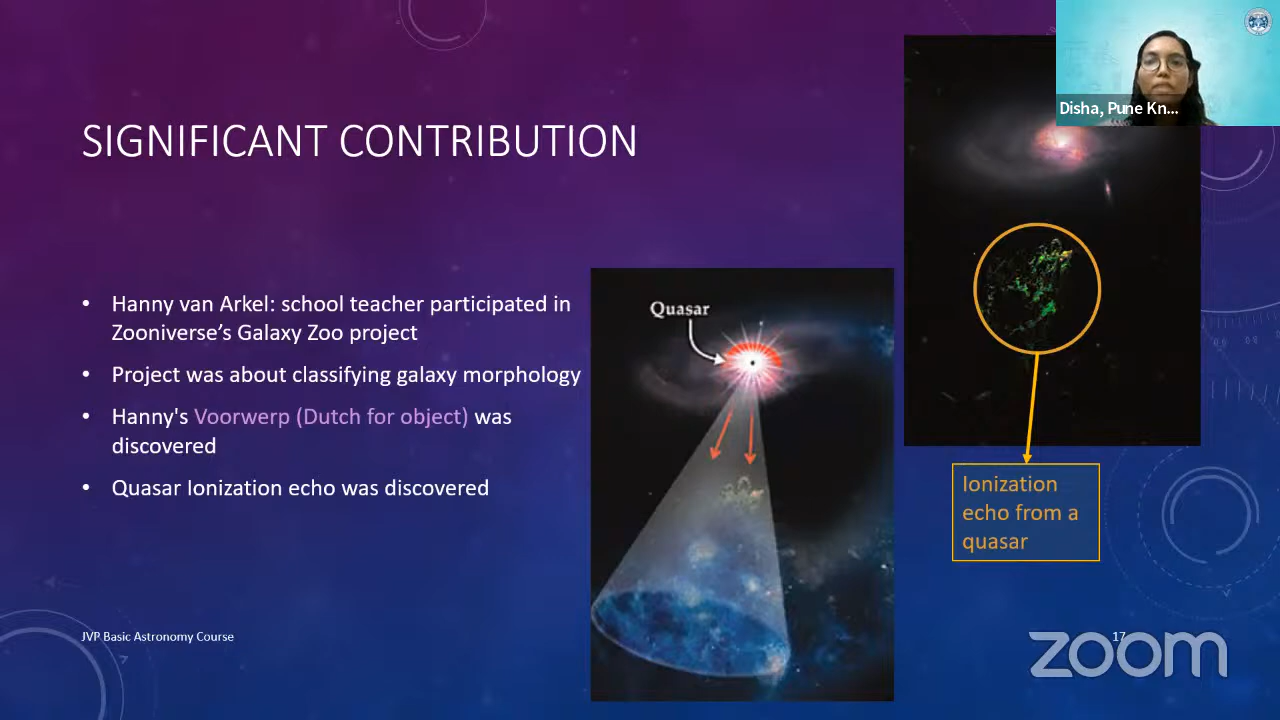 Disha, Pune Kn...
SIGNIFICANT CONTRIBUTION
• Hanny van Arkel: school teacher participated in
Zooniverse’s Galaxy Zoo project
• Project was about classifying galaxy morphology
• Hanny's Voorwerp (Dutch for object) was
discovered
• Quasar Ionization echo was discovered
Quasar
Ionization
echo from a
quasar
JVP Basic Astronomy Course
17
zoom